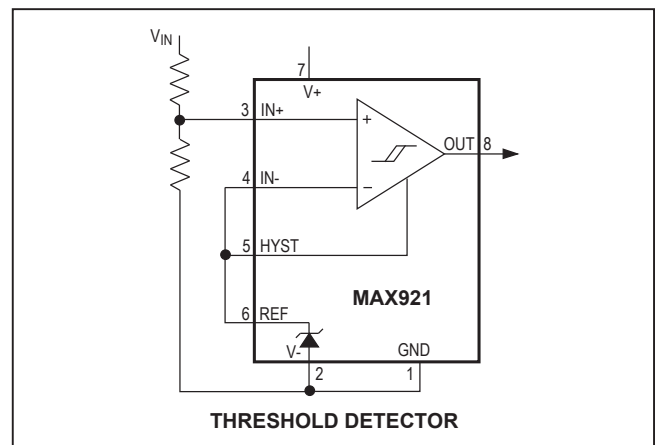 VIN
7
V+
3 IN+
+
OUT 8
4 IN-
−
5 HYST
MAX921
6 REF
V-
GND
2
1
THRESHOLD DETECTOR